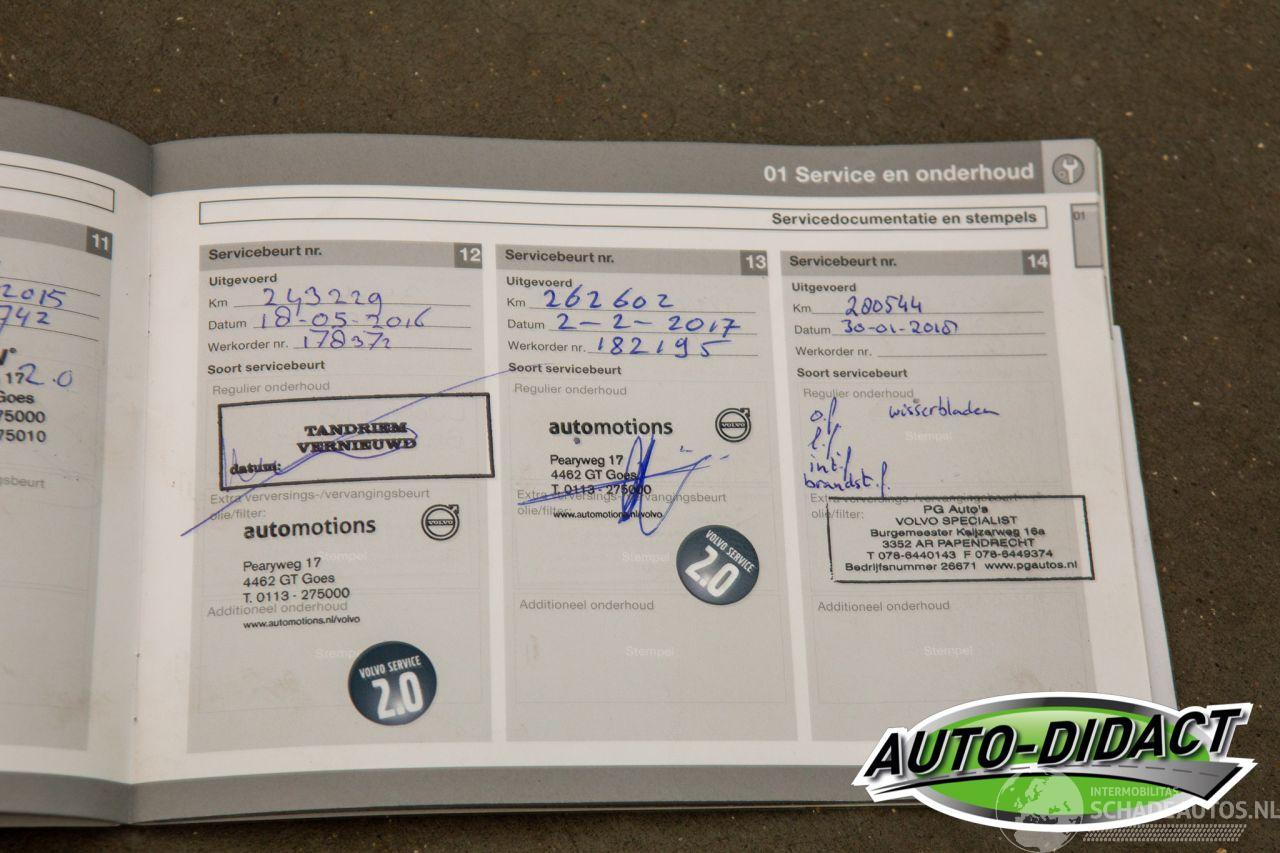 01 Service en onderhoud
Servicedocumentatie en stempels
01
11
2015
742
172.0
Goes
275000
75010
Servicebeurt nr. 12
Uitgevoerd
Km 243229
Datum 18-05-2016
Werkorder nr. 178372
Soort servicebeurt
Regulier onderhoud
TANDRIEM
VERNIEUWD
datum:
Extra verversings-/vervangingsbeurt
olie/filter:
automotions
VOLVO
Stempel
Pearyweg 17
4462 GT Goes
T. 0113 - 275000
Additioneel onderhoud
www.automotions.nl/volvo
Stempel
VOLVO SERVICE
2.0
Servicebeurt nr. 13
Uitgevoerd
Km 262602
Datum 2-2-2017
Werkorder nr. 182195
Soort servicebeurt
Regulier onderhoud
automotions
VOLVO
Pearyweg 17
4462 GT Goes
T. 0113 - 275000
Extra verversings-/vervangingsbeurt
olie/filter:
www.automotions.nl/volvo
Stempel
VOLVO SERVICE
2.0
Additioneel onderhoud
Stempel
Servicebeurt nr. 14
Uitgevoerd
Km 280544
Datum 30-01-2018
Werkorder nr.
Soort servicebeurt
Regulier onderhoud
o.f. wisserbladen
Stempel
l.f.
int.f
brandst.f.
Extra verversings-/vervangingsbeurt
olie/filter:
PG Auto's
VOLVO SPECIALIST
Burgemeester Keijzerweg 16a
3352 AR PAPENDRECHT
T 078-6440143 F 078-6449374
Bedrijfsnummer 26671 www.pgautos.nl
Additioneel onderhoud
Stempel
AUTO-DIDACT
INTERMOBILITAS
SCHADEAUTOS.NL